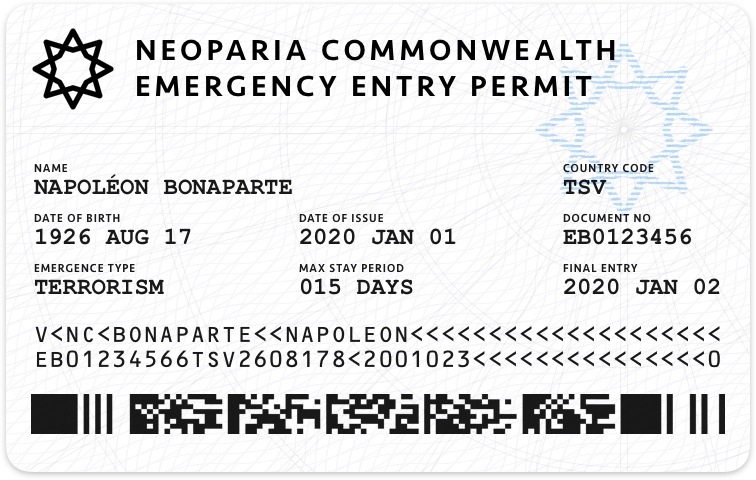 NEOPARIA COMMONWEALTH
EMERGENCY ENTRY PERMIT
NAME COUNTRY CODE
NAPOLÉON BONAPARTE TSV
DATE OF BIRTH DATE OF ISSUE DOCUMENT NO
1926 AUG 17 2020 JAN 01 EB0123456
EMERGENCE TYPE MAX STAY PERIOD FINAL ENTRY
TERRORISM 015 DAYS 2020 JAN 02
V<NC<BONAPARTE<<NAPOLEON<<<<<<<<<<<<<<<<<<<<
EB01234566TSV2608178<2001023<<<<<<<<<<<<<<<0